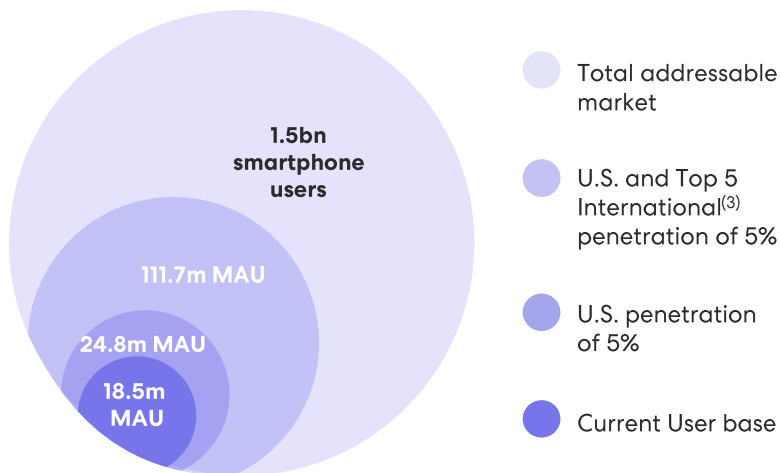 1.5bn
smartphone
users
111.7m MAU
24.8m MAU
18.5m
MAU
Total addressable
market
U.S. and Top 5
International(3)
penetration of 5%
U.S. penetration
of 5%
Current User base